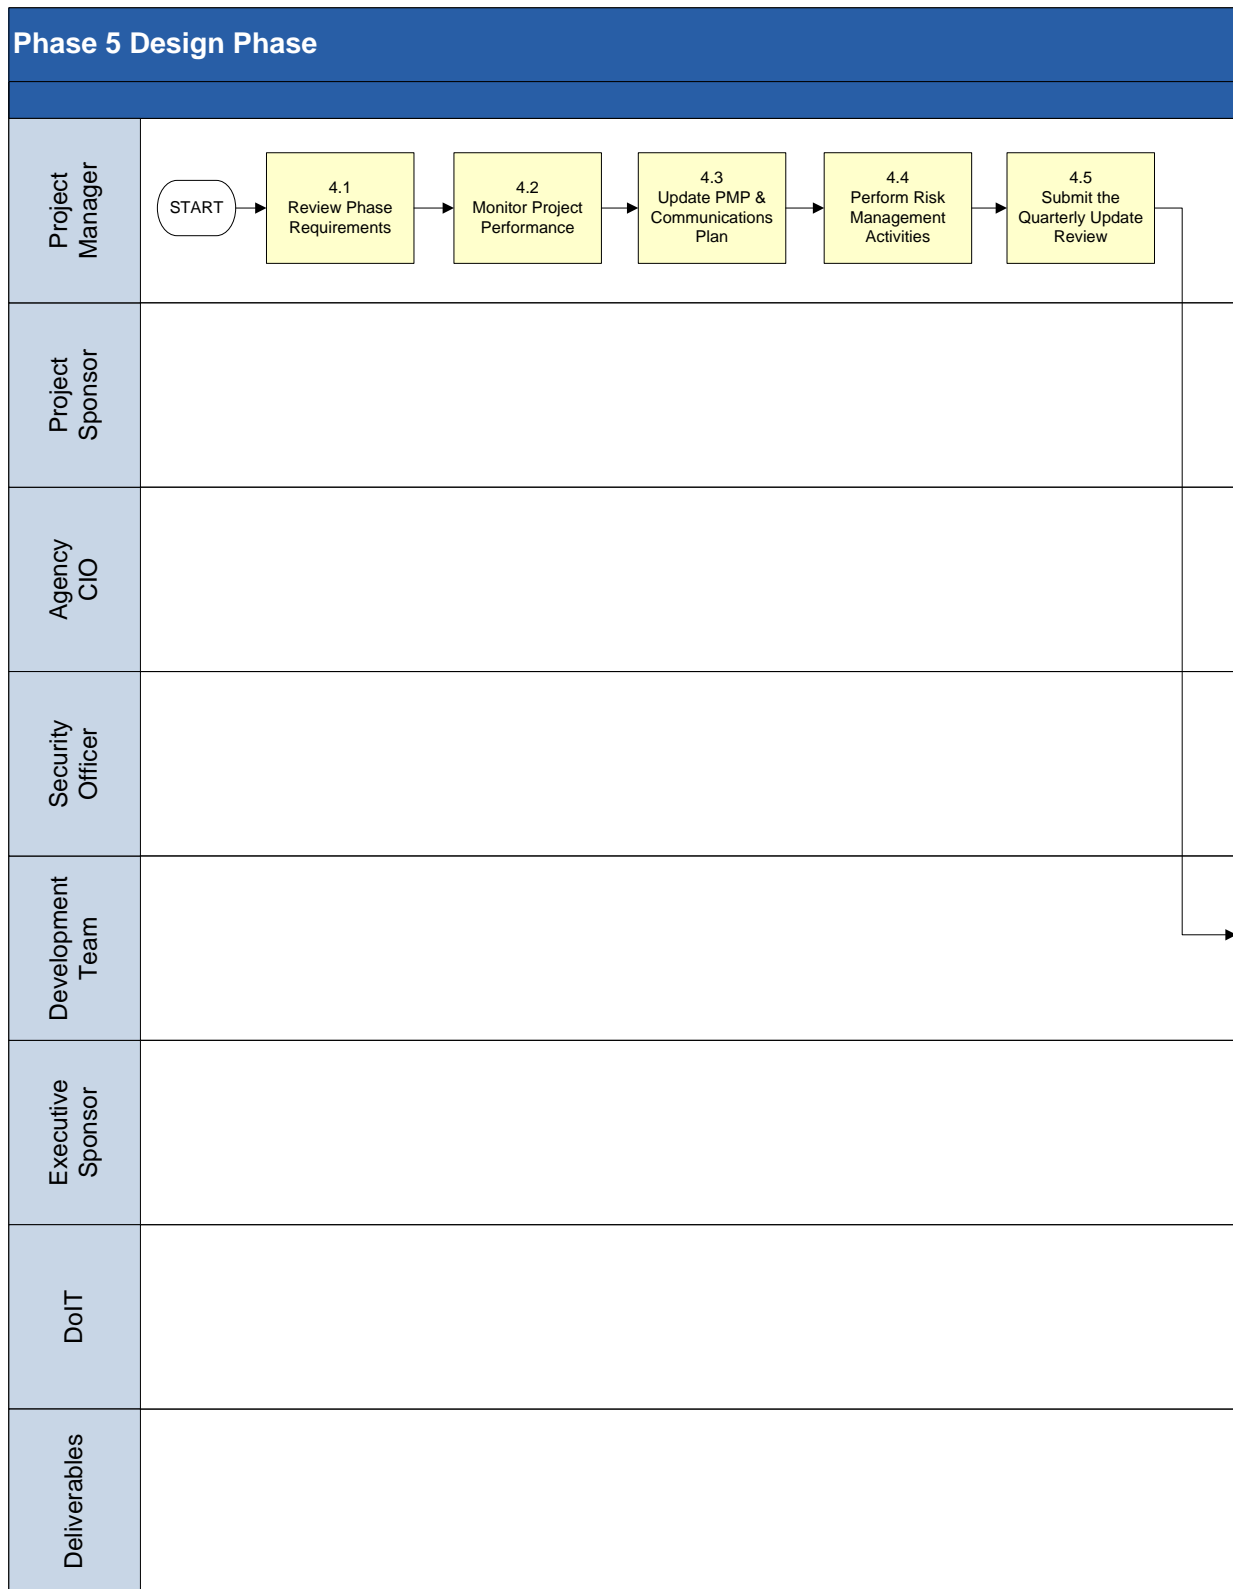 Phase 5 Design Phase
Project
Manager
START
4.1
Review Phase
Requirements
4.2
Monitor Project
Performance
4.3
Update PMP &
Communications
Plan
4.4
Perform Risk
Management
Activities
4.5
Submit the
Quarterly Update
Review
Project
Sponsor
Agency
CIO
Security
Officer
Development
Team
Executive
Sponsor
DoIT
Deliverables